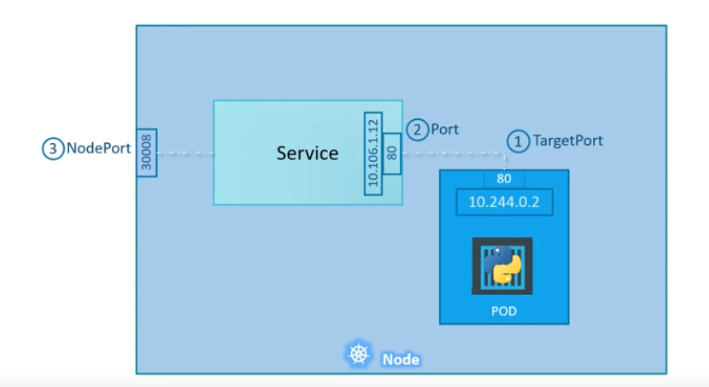 ③ NodePort
30008
Service
10.106.1.12
80
② Port
① TargetPort
80
10.244.0.2
POD
Node